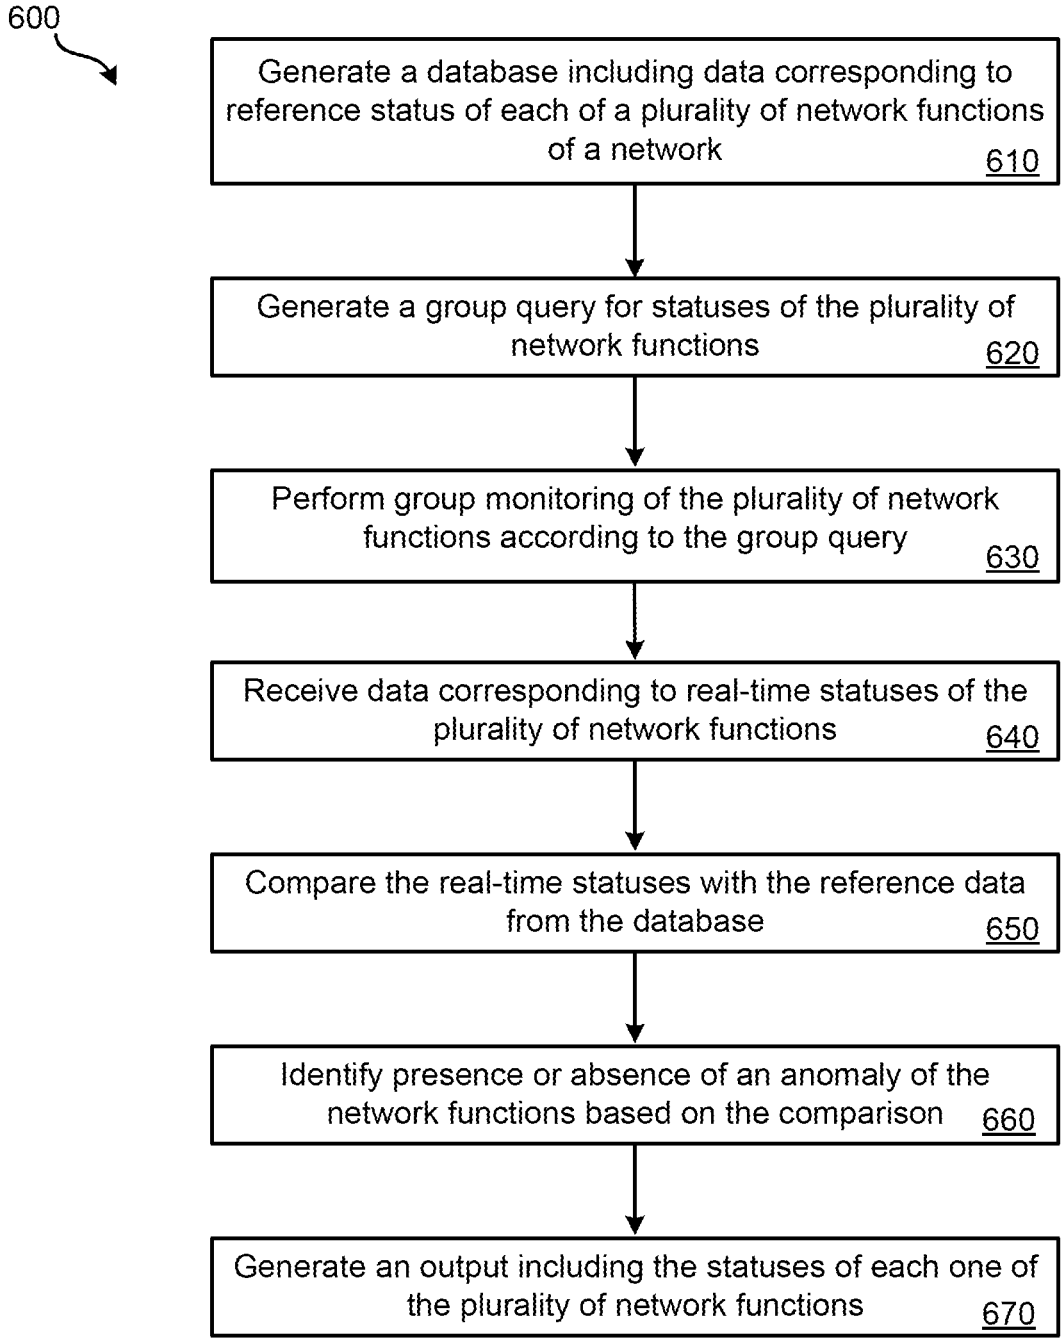 600
Generate a database including data corresponding to
reference status of each of a plurality of network functions
of a network
610
Generate a group query for statuses of the plurality of
network functions
620
Perform group monitoring of the plurality of network
functions according to the group query
630
Receive data corresponding to real-time statuses of the
plurality of network functions
640
Compare the real-time statuses with the reference data
from the database
650
Identify presence or absence of an anomaly of the
network functions based on the comparison
660
Generate an output including the statuses of each one of
the plurality of network functions
670